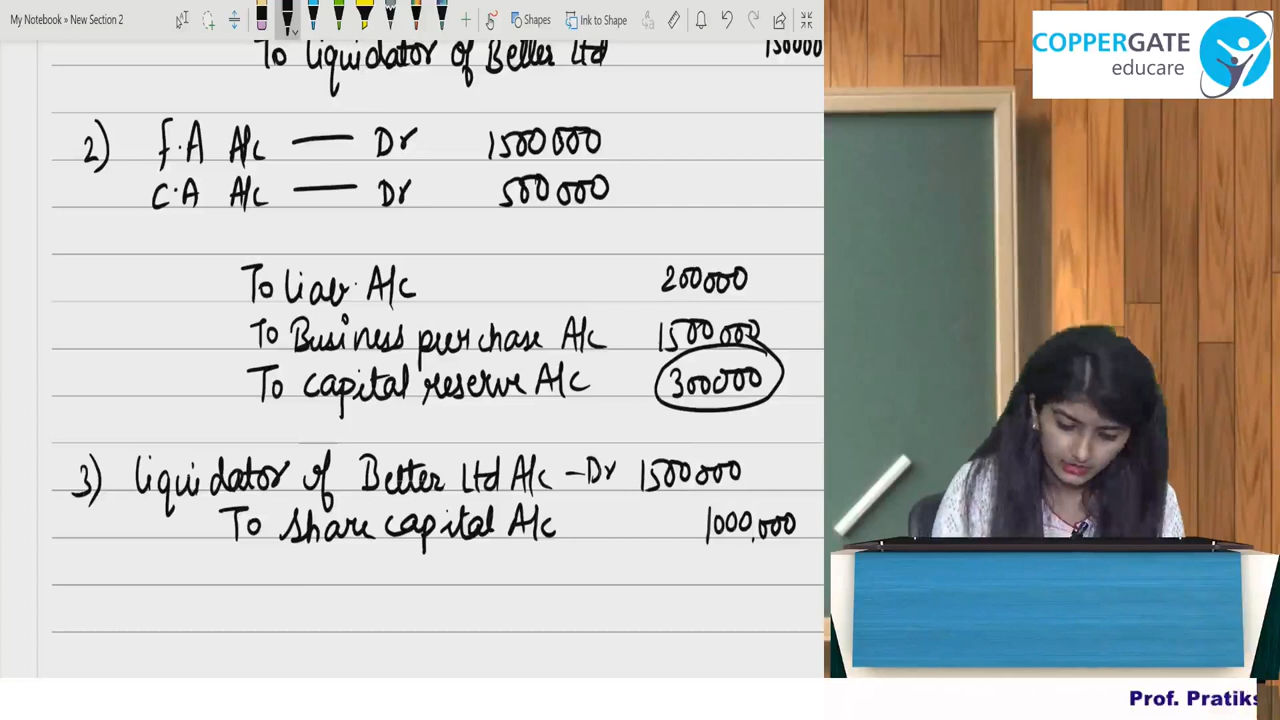 My Notebook » New Section 2
Shapes
Ink to Shape
COPPERGATE
educare
To Liquidator of Better Ltd
2) F.A A/c — Dr 1500000
C.A A/c — Dr 500000
To Liab. A/c 200000
To Business purchase A/c 1500000
To capital reserve A/c 300000
3) Liquidator of Better Ltd A/c - Dr 1500000
To Share capital A/c 1000,000
Prof. Pratiks